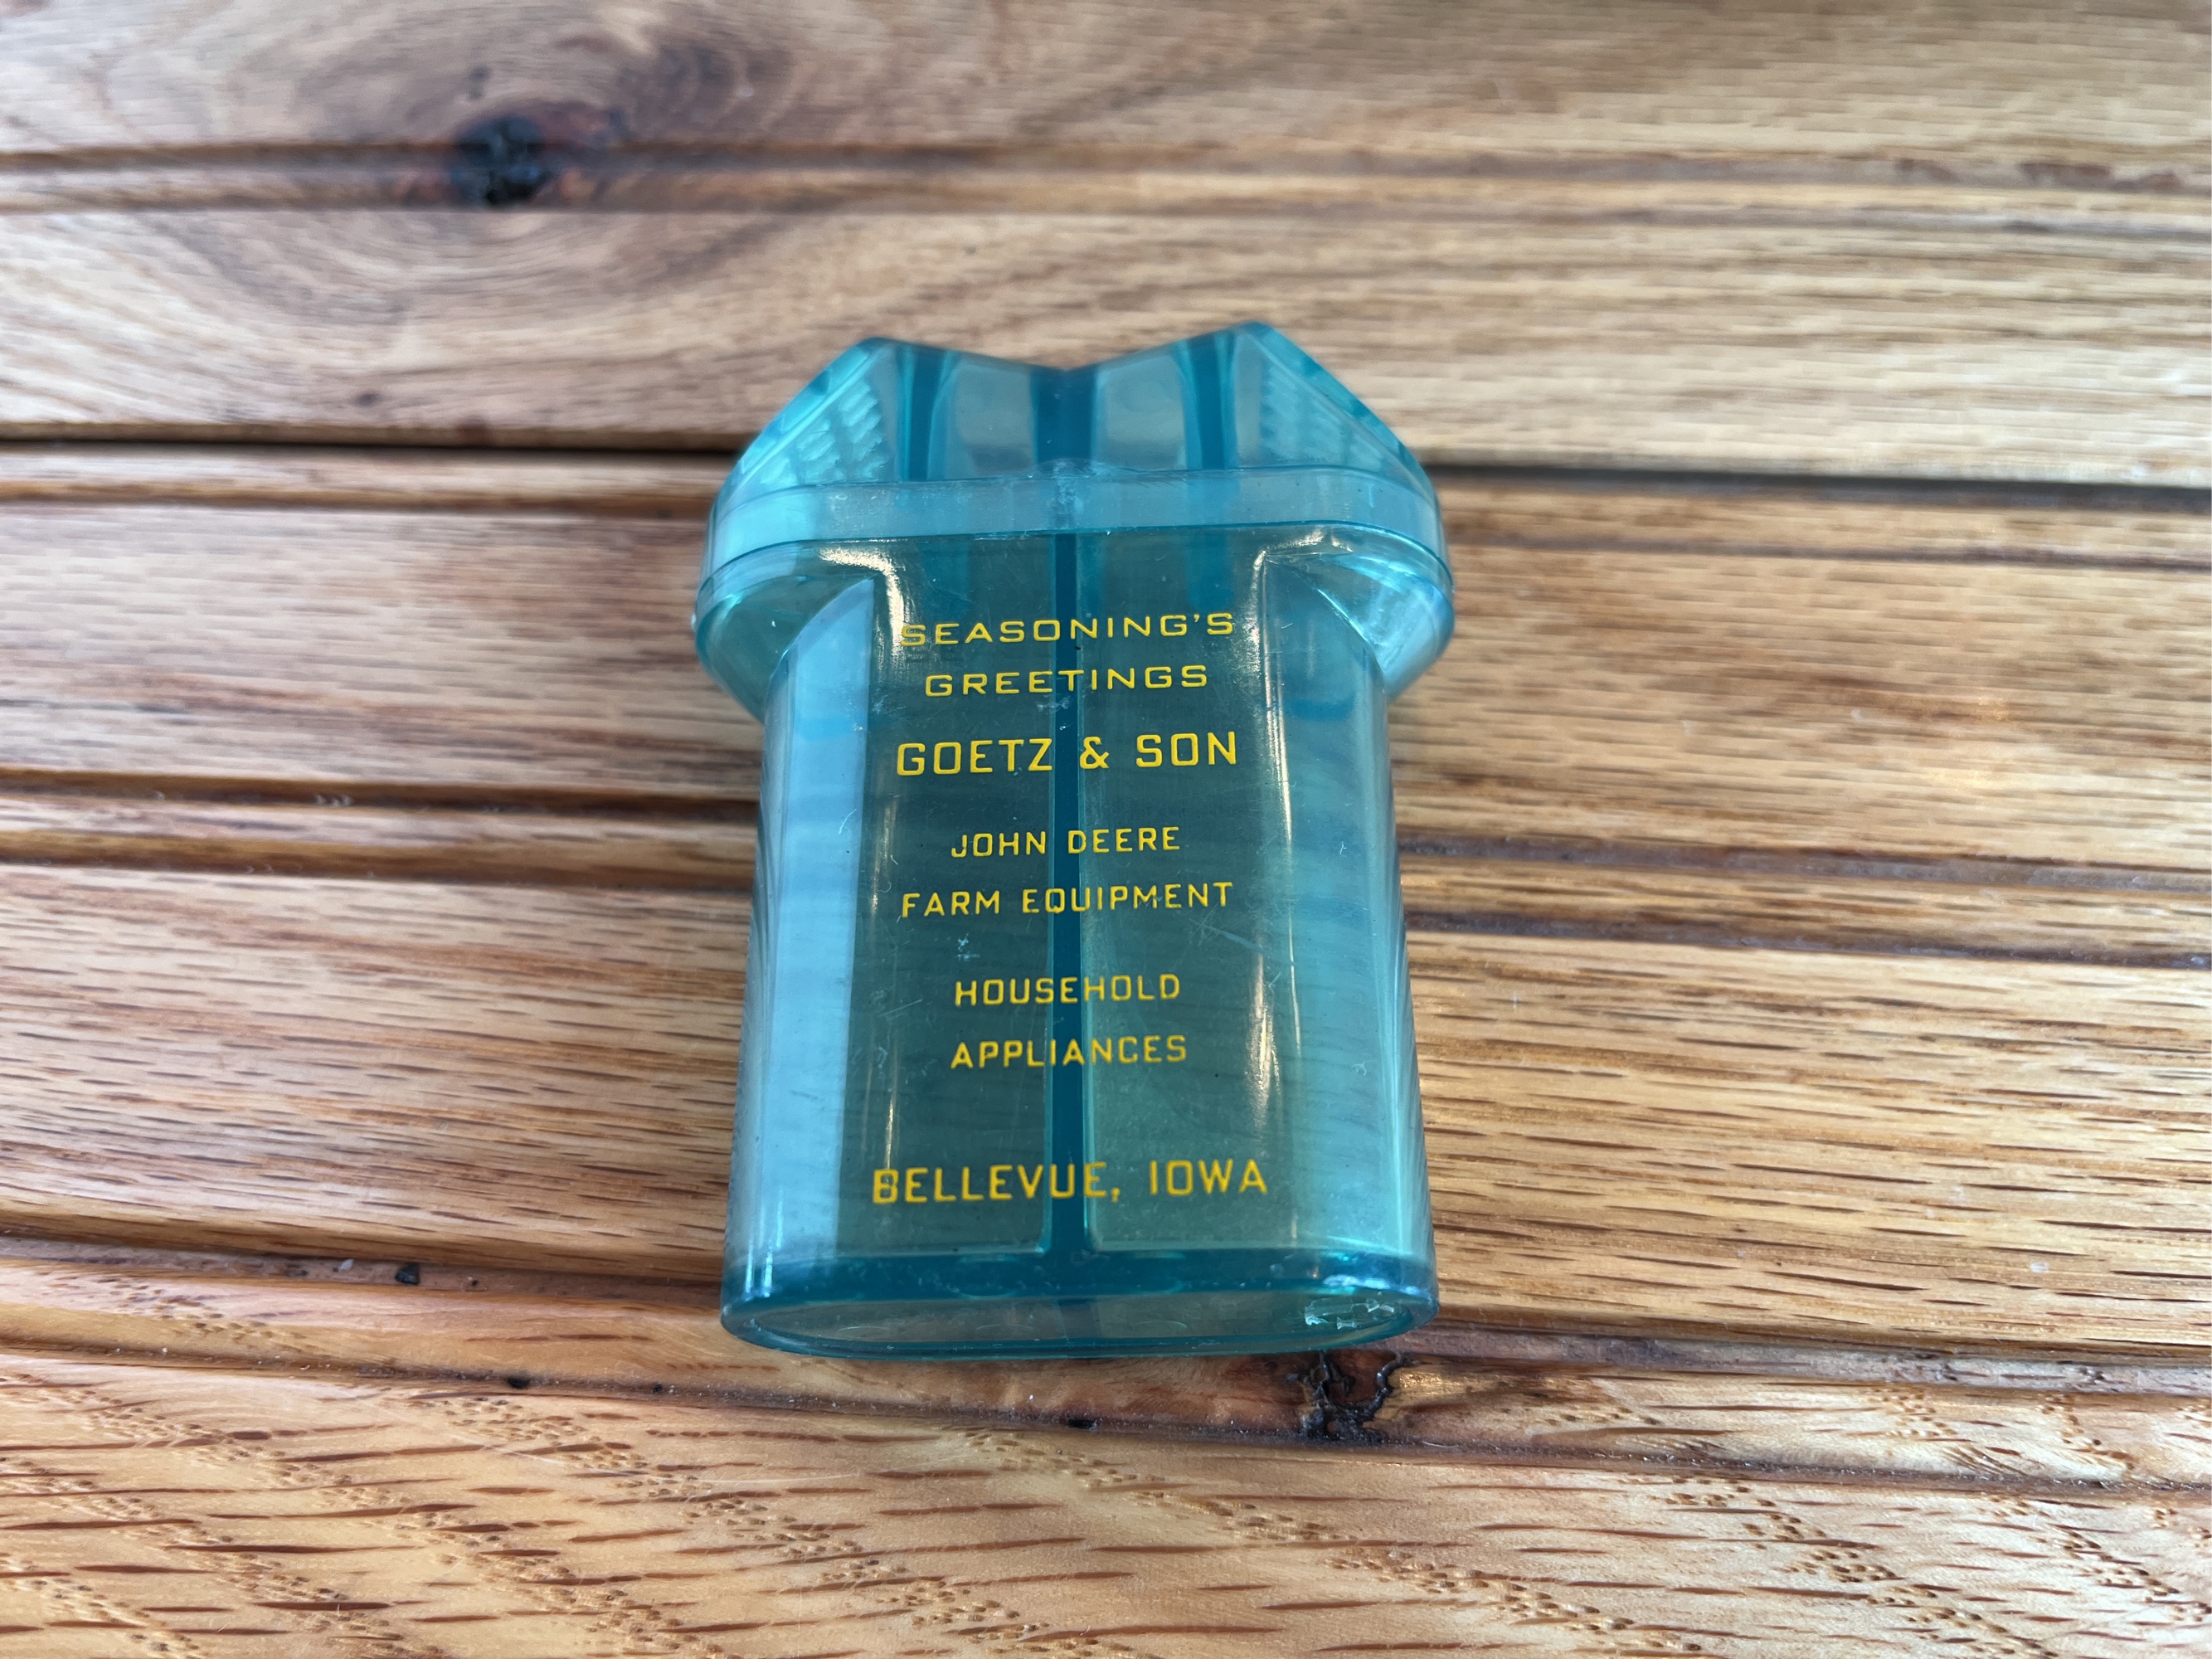 SEASONING'S
GREETINGS
GOETZ & SON
JOHN DEERE
FARM EQUIPMENT
HOUSEHOLD
APPLIANCES
BELLEVUE, IOWA